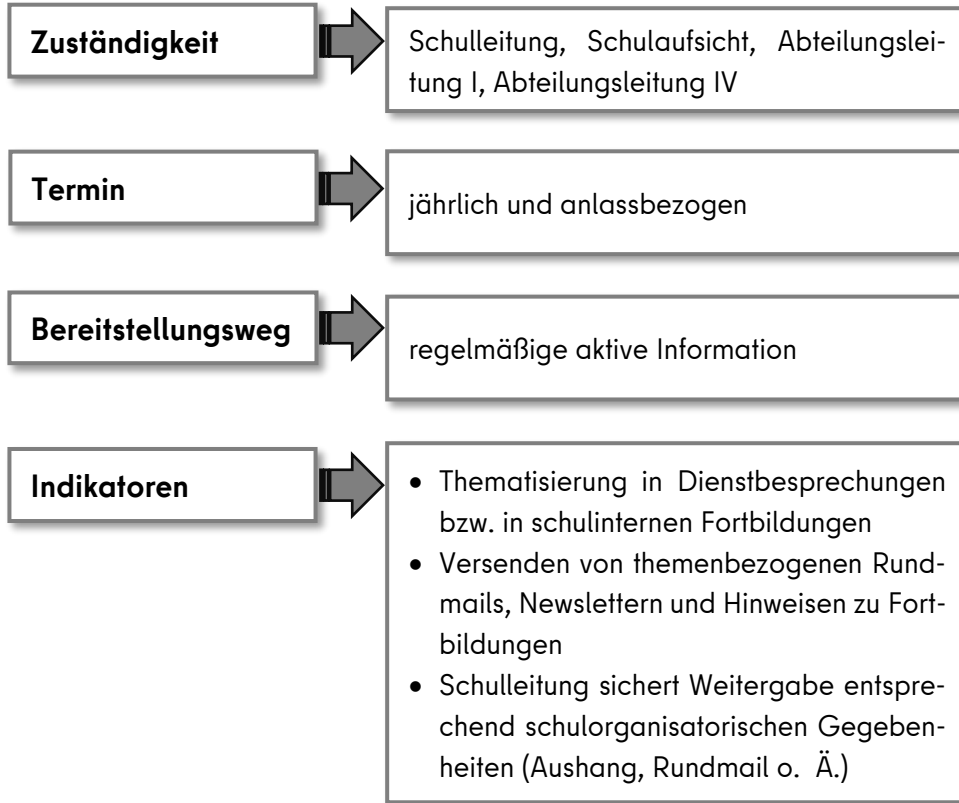 Zuständigkeit
Schulleitung, Schulaufsicht, Abteilungslei-
tung I, Abteilungsleitung IV
Termin
jährlich und anlassbezogen
Bereitstellungsweg
regelmäßige aktive Information
Indikatoren
• Thematisierung in Dienstbesprechungen
bzw. in schulinternen Fortbildungen
• Versenden von themenbezogenen Rund-
mails, Newslettern und Hinweisen zu Fort-
bildungen
• Schulleitung sichert Weitergabe entspre-
chend schulorganisatorischen Gegeben-
heiten (Aushang, Rundmail o. Ä.)